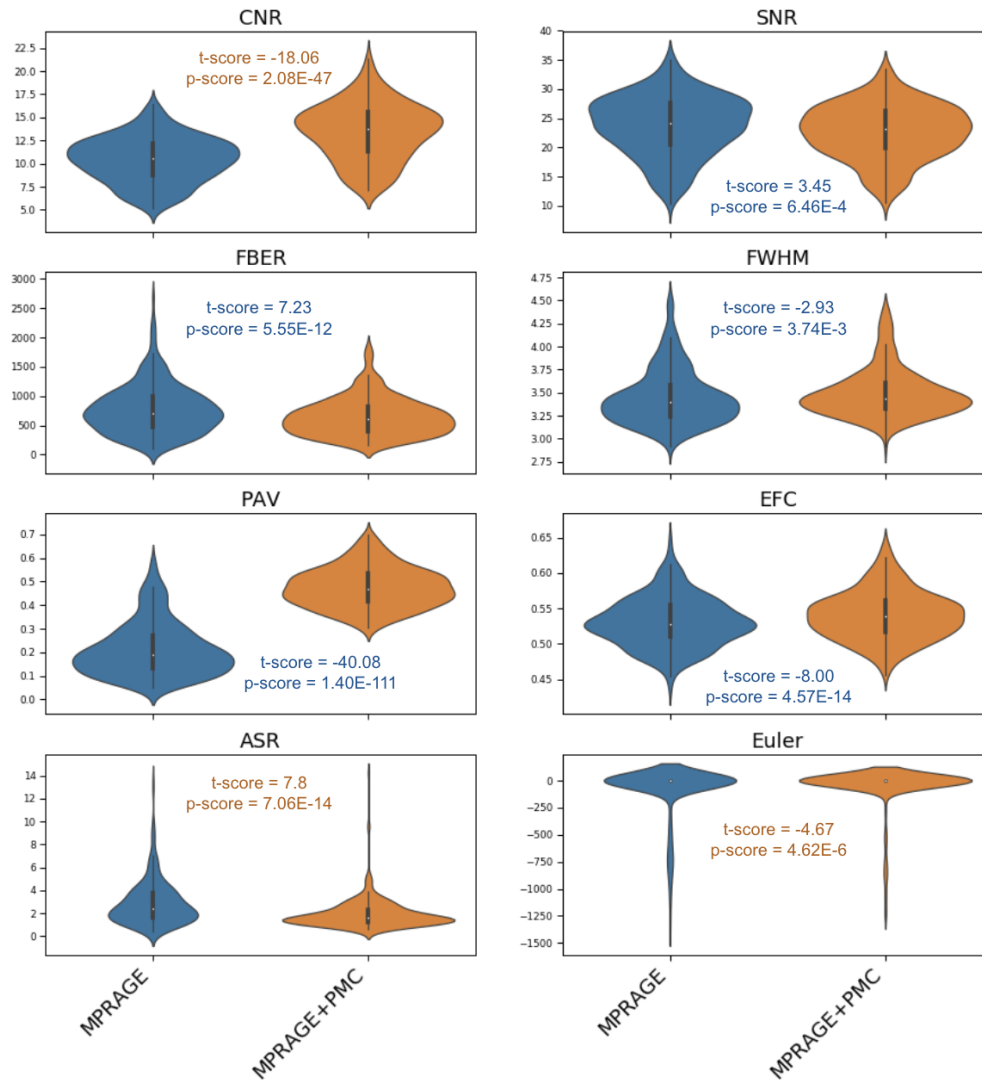 CNR
22.5
20.0
17.5
15.0
12.5
10.0
7.5
5.0
t-score = -18.06
p-score = 2.08E-47
SNR
40
35
30
25
20
15
10
t-score = 3.45
p-score = 6.46E-4
FBER
3000
2500
2000
1500
1000
500
0
t-score = 7.23
p-score = 5.55E-12
FWHM
4.75
4.50
4.25
4.00
3.75
3.50
3.25
3.00
2.75
t-score = -2.93
p-score = 3.74E-3
PAV
0.7
0.6
0.5
0.4
0.3
0.2
0.1
0.0
t-score = -40.08
p-score = 1.40E-111
EFC
0.65
0.60
0.55
0.50
0.45
t-score = -8.00
p-score = 4.57E-14
ASR
14
12
10
8
6
4
2
0
t-score = 7.8
p-score = 7.06E-14
Euler
0
−250
−500
−750
−1000
−1250
−1500
t-score = -4.67
p-score = 4.62E-6
MPRAGE
MPRAGE+PMC
MPRAGE
MPRAGE+PMC